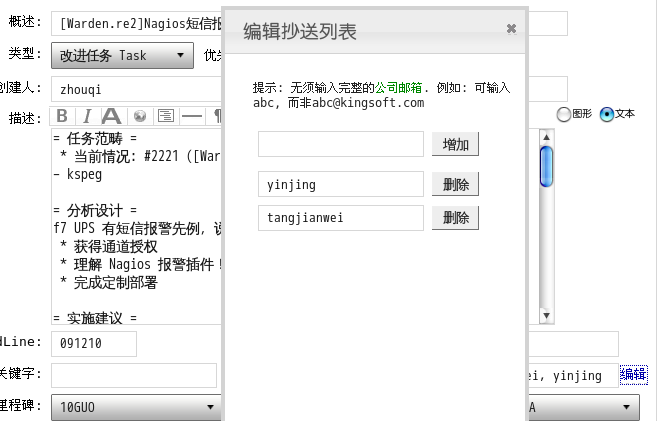 概述: [Warden.re2]Nagios短信报
编辑抄送列表
类型: 改进任务 Task 优先
创建人: zhouqi
提示: 无须输入完整的公司邮箱. 例如: 可输入
abc, 而非abc@kingsoft.com
描述: B I A 图形 文本
增加
= 任务范畴 =
* 当前情况: #2221 ([War
- kspeg
yinjing 删除
= 分析设计 =
tangjianwei 删除
f7 UPS 有短信报警先例, 说
* 获得通道授权
* 理解 Nagios 报警插件!
* 完成定制部署
= 实施建议 =
dLine: 091210
关键字: ei, yinjing 编辑
里程碑: 10GUO A